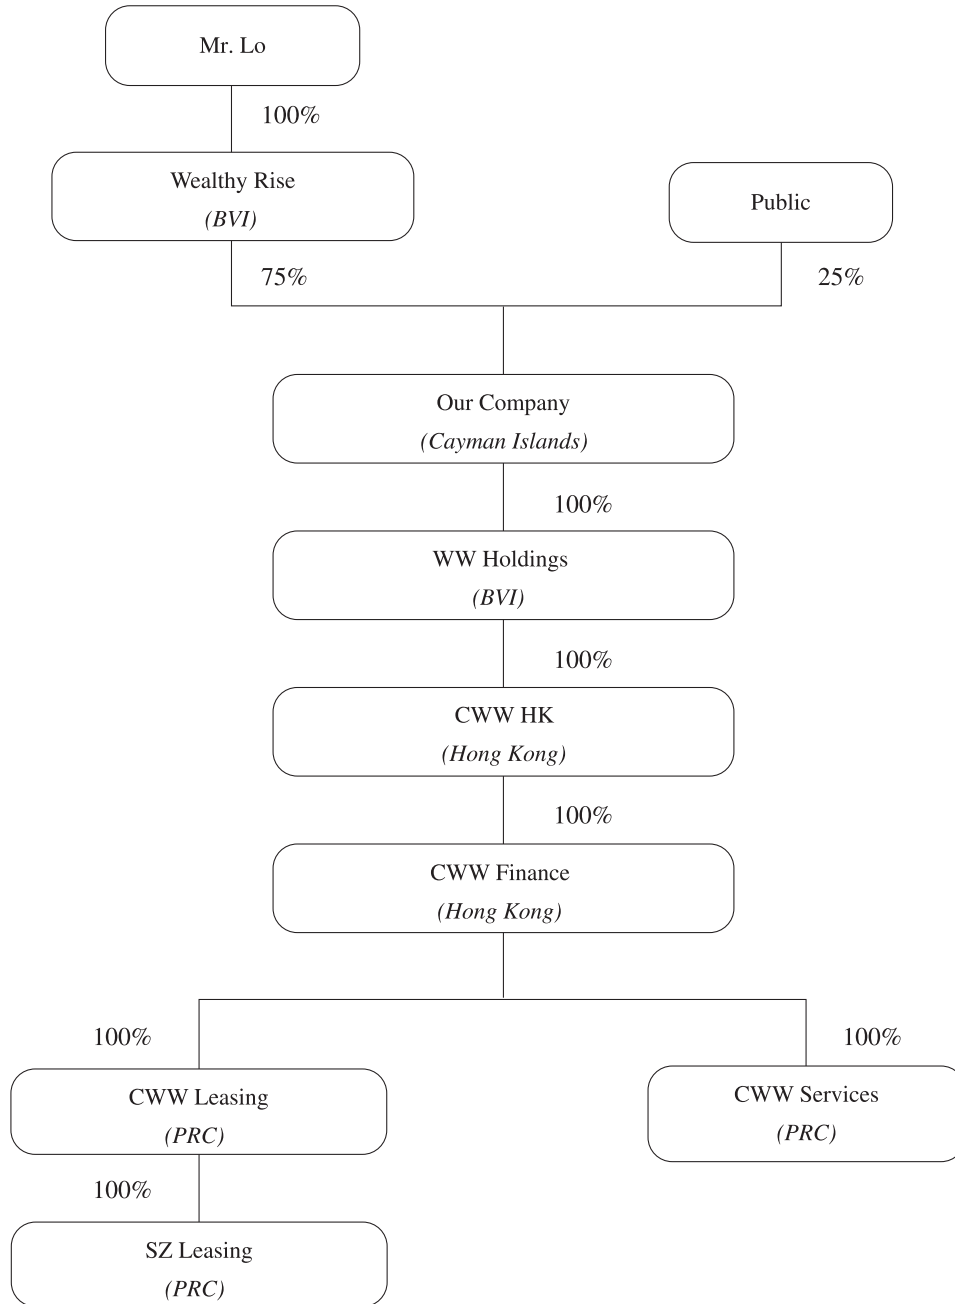 Mr. Lo
100%
Wealthy Rise
(BVI)
Public
75%
25%
Our Company
(Cayman Islands)
100%
WW Holdings
(BVI)
100%
CWW HK
(Hong Kong)
100%
CWW Finance
(Hong Kong)
100%
100%
CWW Leasing
(PRC)
CWW Services
(PRC)
100%
SZ Leasing
(PRC)